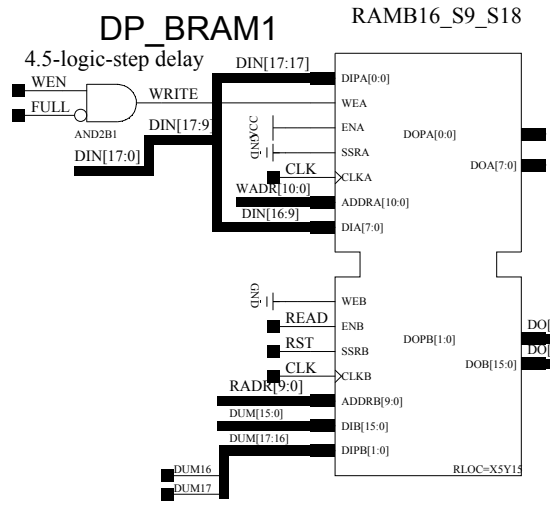 DP_BRAM1
RAMB16_S9_S18
4.5-logic-step delay
DIN[17:17]
DIPA[0:0]
WEN
WRITE
WEA
FULL
AND2B1
DIN[17:9]
VCC
ENA
DOPA[0:0]
DIN[17:0]
GND
SSRA
DOA[7:0]
CLK
CLKA
WADR[10:0]
ADDRA[10:0]
DIN[16:9]
DIA[7:0]
GND
WEB
READ
ENB
DOPB[1:0]
DO[
RST
SSRB
DO[
DOB[15:0]
CLK
CLKB
RADR[9:0]
ADDRB[9:0]
DUM[15:0]
DIB[15:0]
DUM[17:16]
DIPB[1:0]
DUM16
RLOC=X5Y15
DUM17